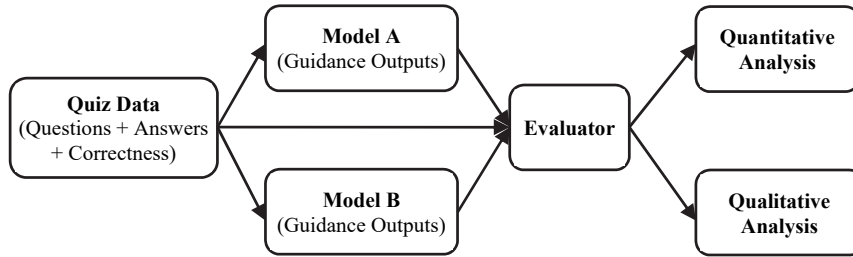 Quiz Data
(Questions + Answers
+ Correctness)
Model A
(Guidance Outputs)
Model B
(Guidance Outputs)
Evaluator
Quantitative
Analysis
Qualitative
Analysis